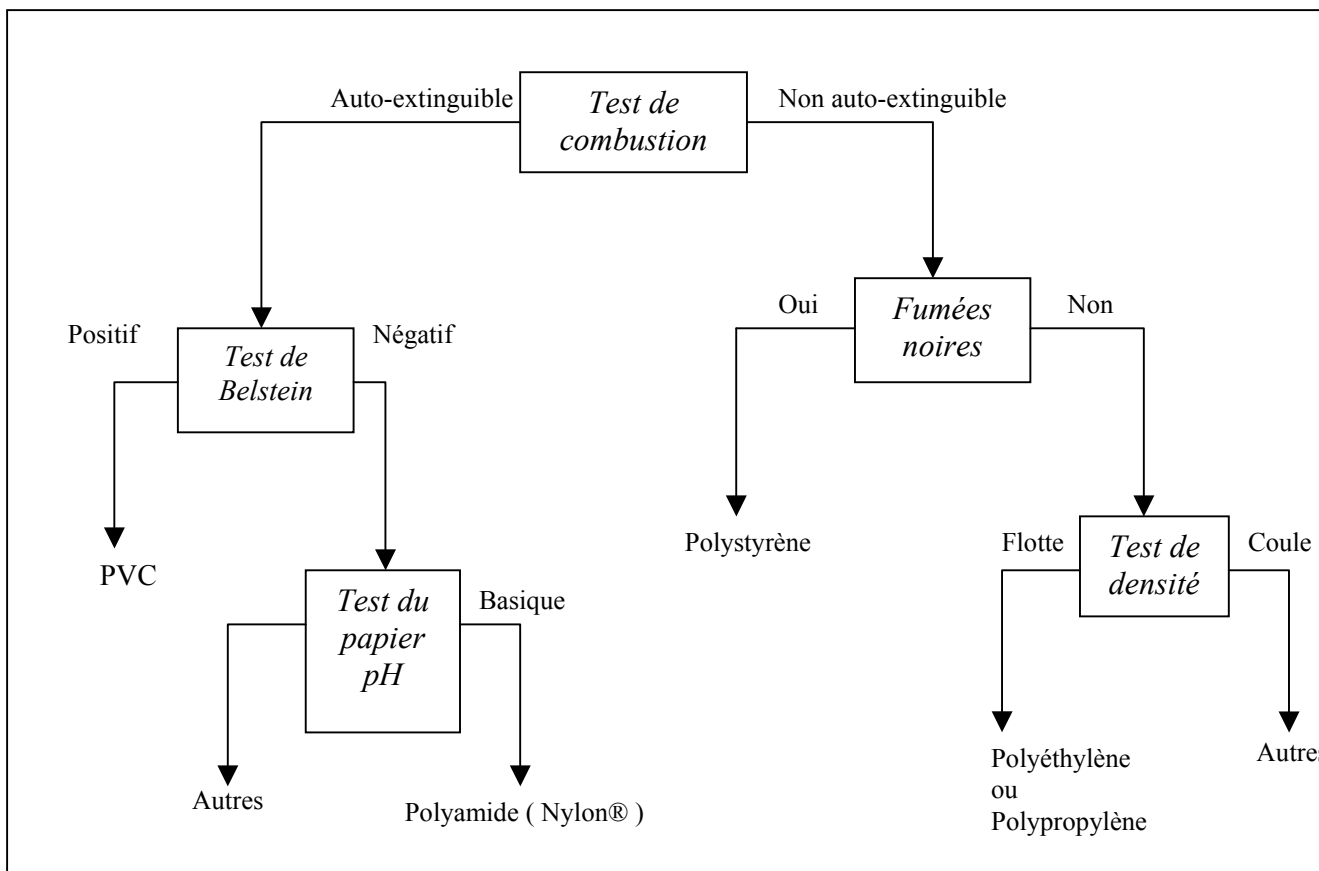 Auto-extinguible
Test de
combustion
Non auto-extinguible
Oui
Fumées
noires
Non
Positif
Test de
Belstein
Négatif
Polystyrène
Flotte
Test de
densité
Coule
PVC
Test du
papier
pH
Basique
Autres
Polyamide ( Nylon® )
Polyéthylène
ou
Polypropylène
Autres